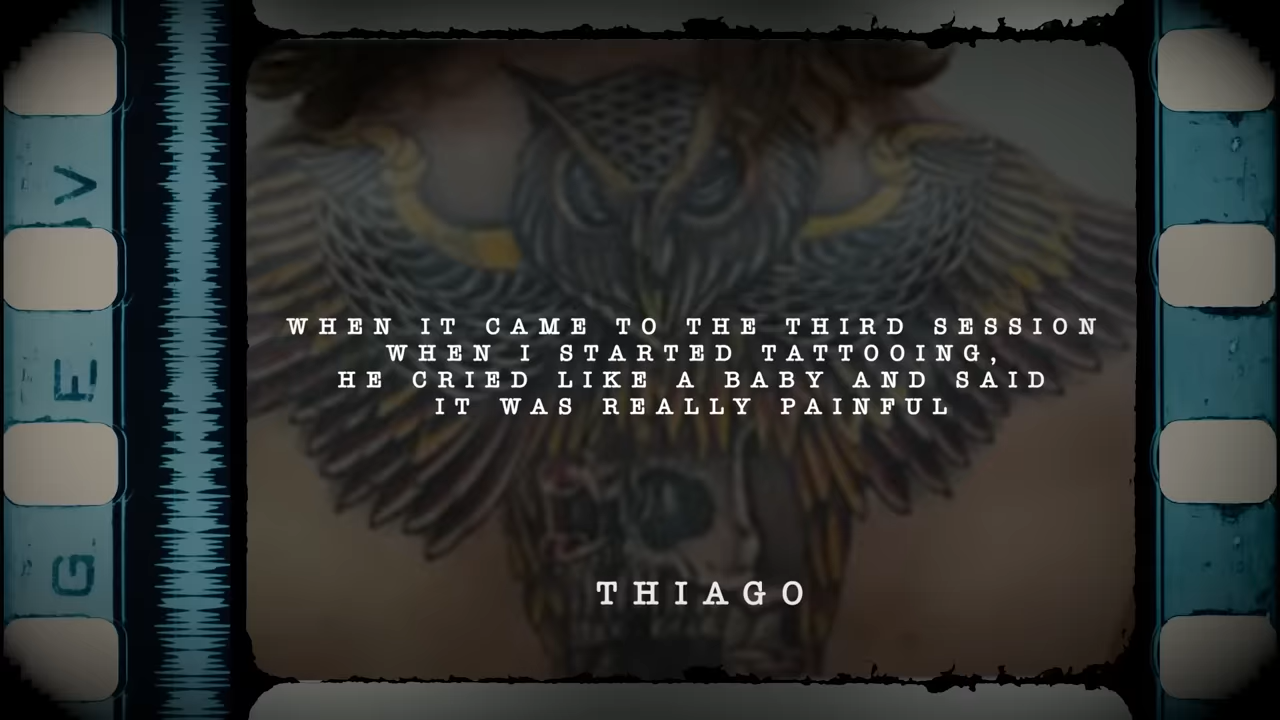 WHEN IT CAME TO THE THIRD SESSION
WHEN I STARTED TATTOOING,
HE CRIED LIKE A BABY AND SAID
IT WAS REALLY PAINFUL
THIAGO
G E V